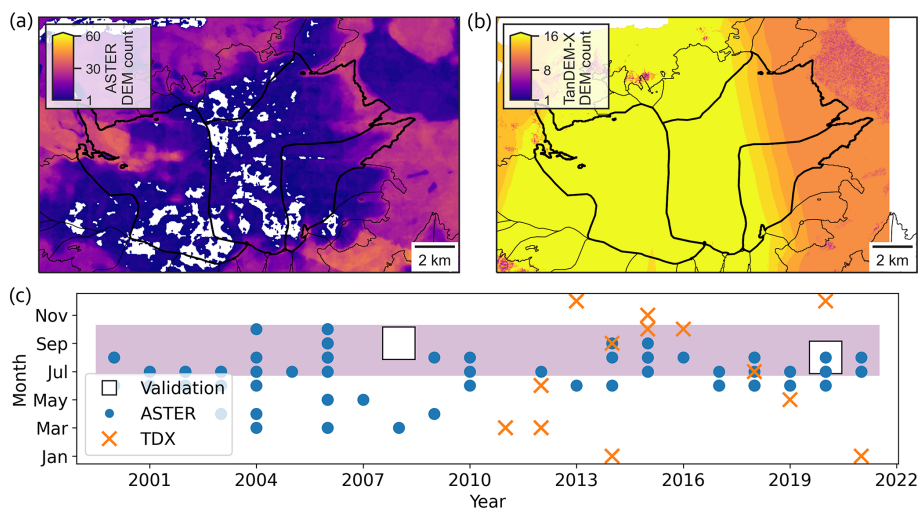 (a)
60
30
1
ASTER
DEM count
2 km
(b)
16
8
1
TanDEM-X
DEM count
2 km
(c)
Nov
Sep
Jul
May
Mar
Jan
Month
Validation
ASTER
TDX
2001
2004
2007
2010
2013
2016
2019
2022
Year